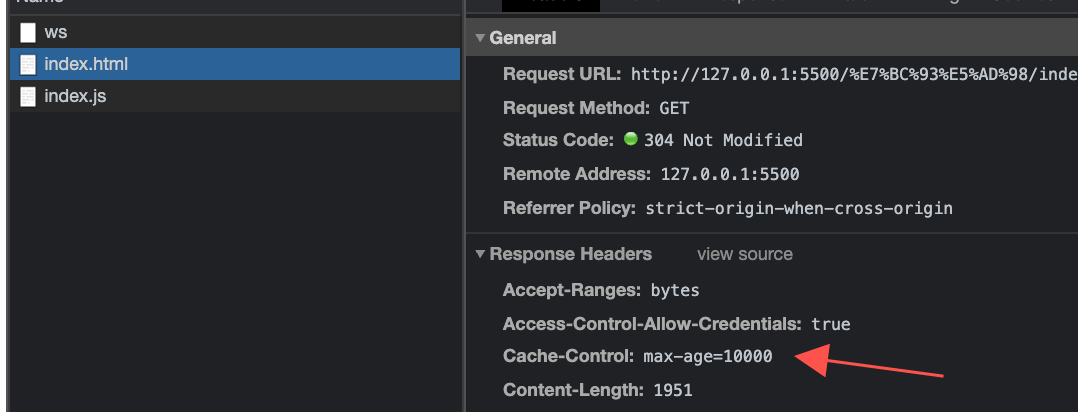 Name
ws
index.html
index.js
General
Request URL: http://127.0.0.1:5500/%E7%BC%93%E5%AD%98/inde
Request Method: GET
Status Code: 304 Not Modified
Remote Address: 127.0.0.1:5500
Referrer Policy: strict-origin-when-cross-origin
Response Headers view source
Accept-Ranges: bytes
Access-Control-Allow-Credentials: true
Cache-Control: max-age=10000
Content-Length: 1951